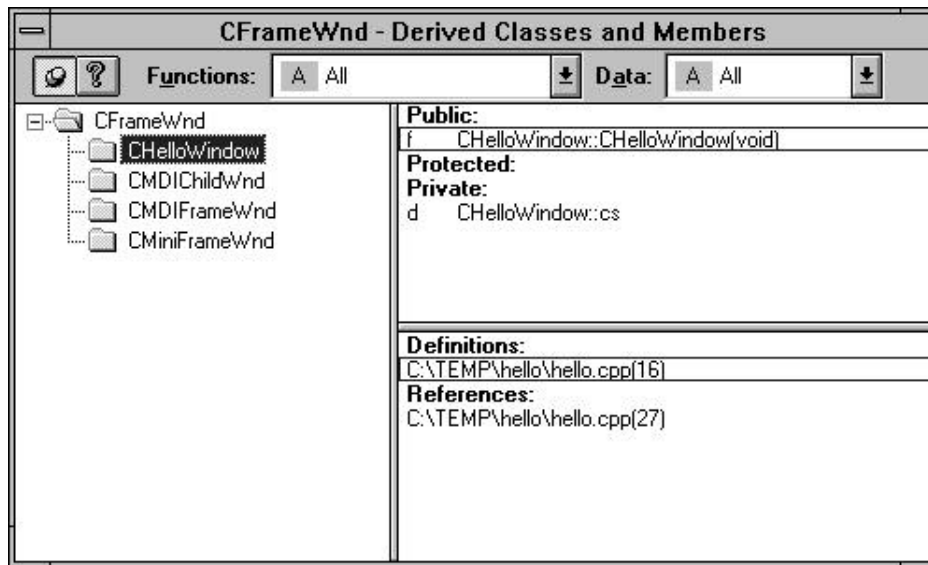 CFrameWnd - Derived Classes and Members
Functions: A All Data: A All
CFrameWnd
CHelloWindow
CMDIChildWnd
CMDIFrameWnd
CMiniFrameWnd
Public:
f CHelloWindow::CHelloWindow(void)
Protected:
Private:
d CHelloWindow::cs
Definitions:
C:\TEMP\hello\hello.cpp(16)
References:
C:\TEMP\hello\hello.cpp(27)